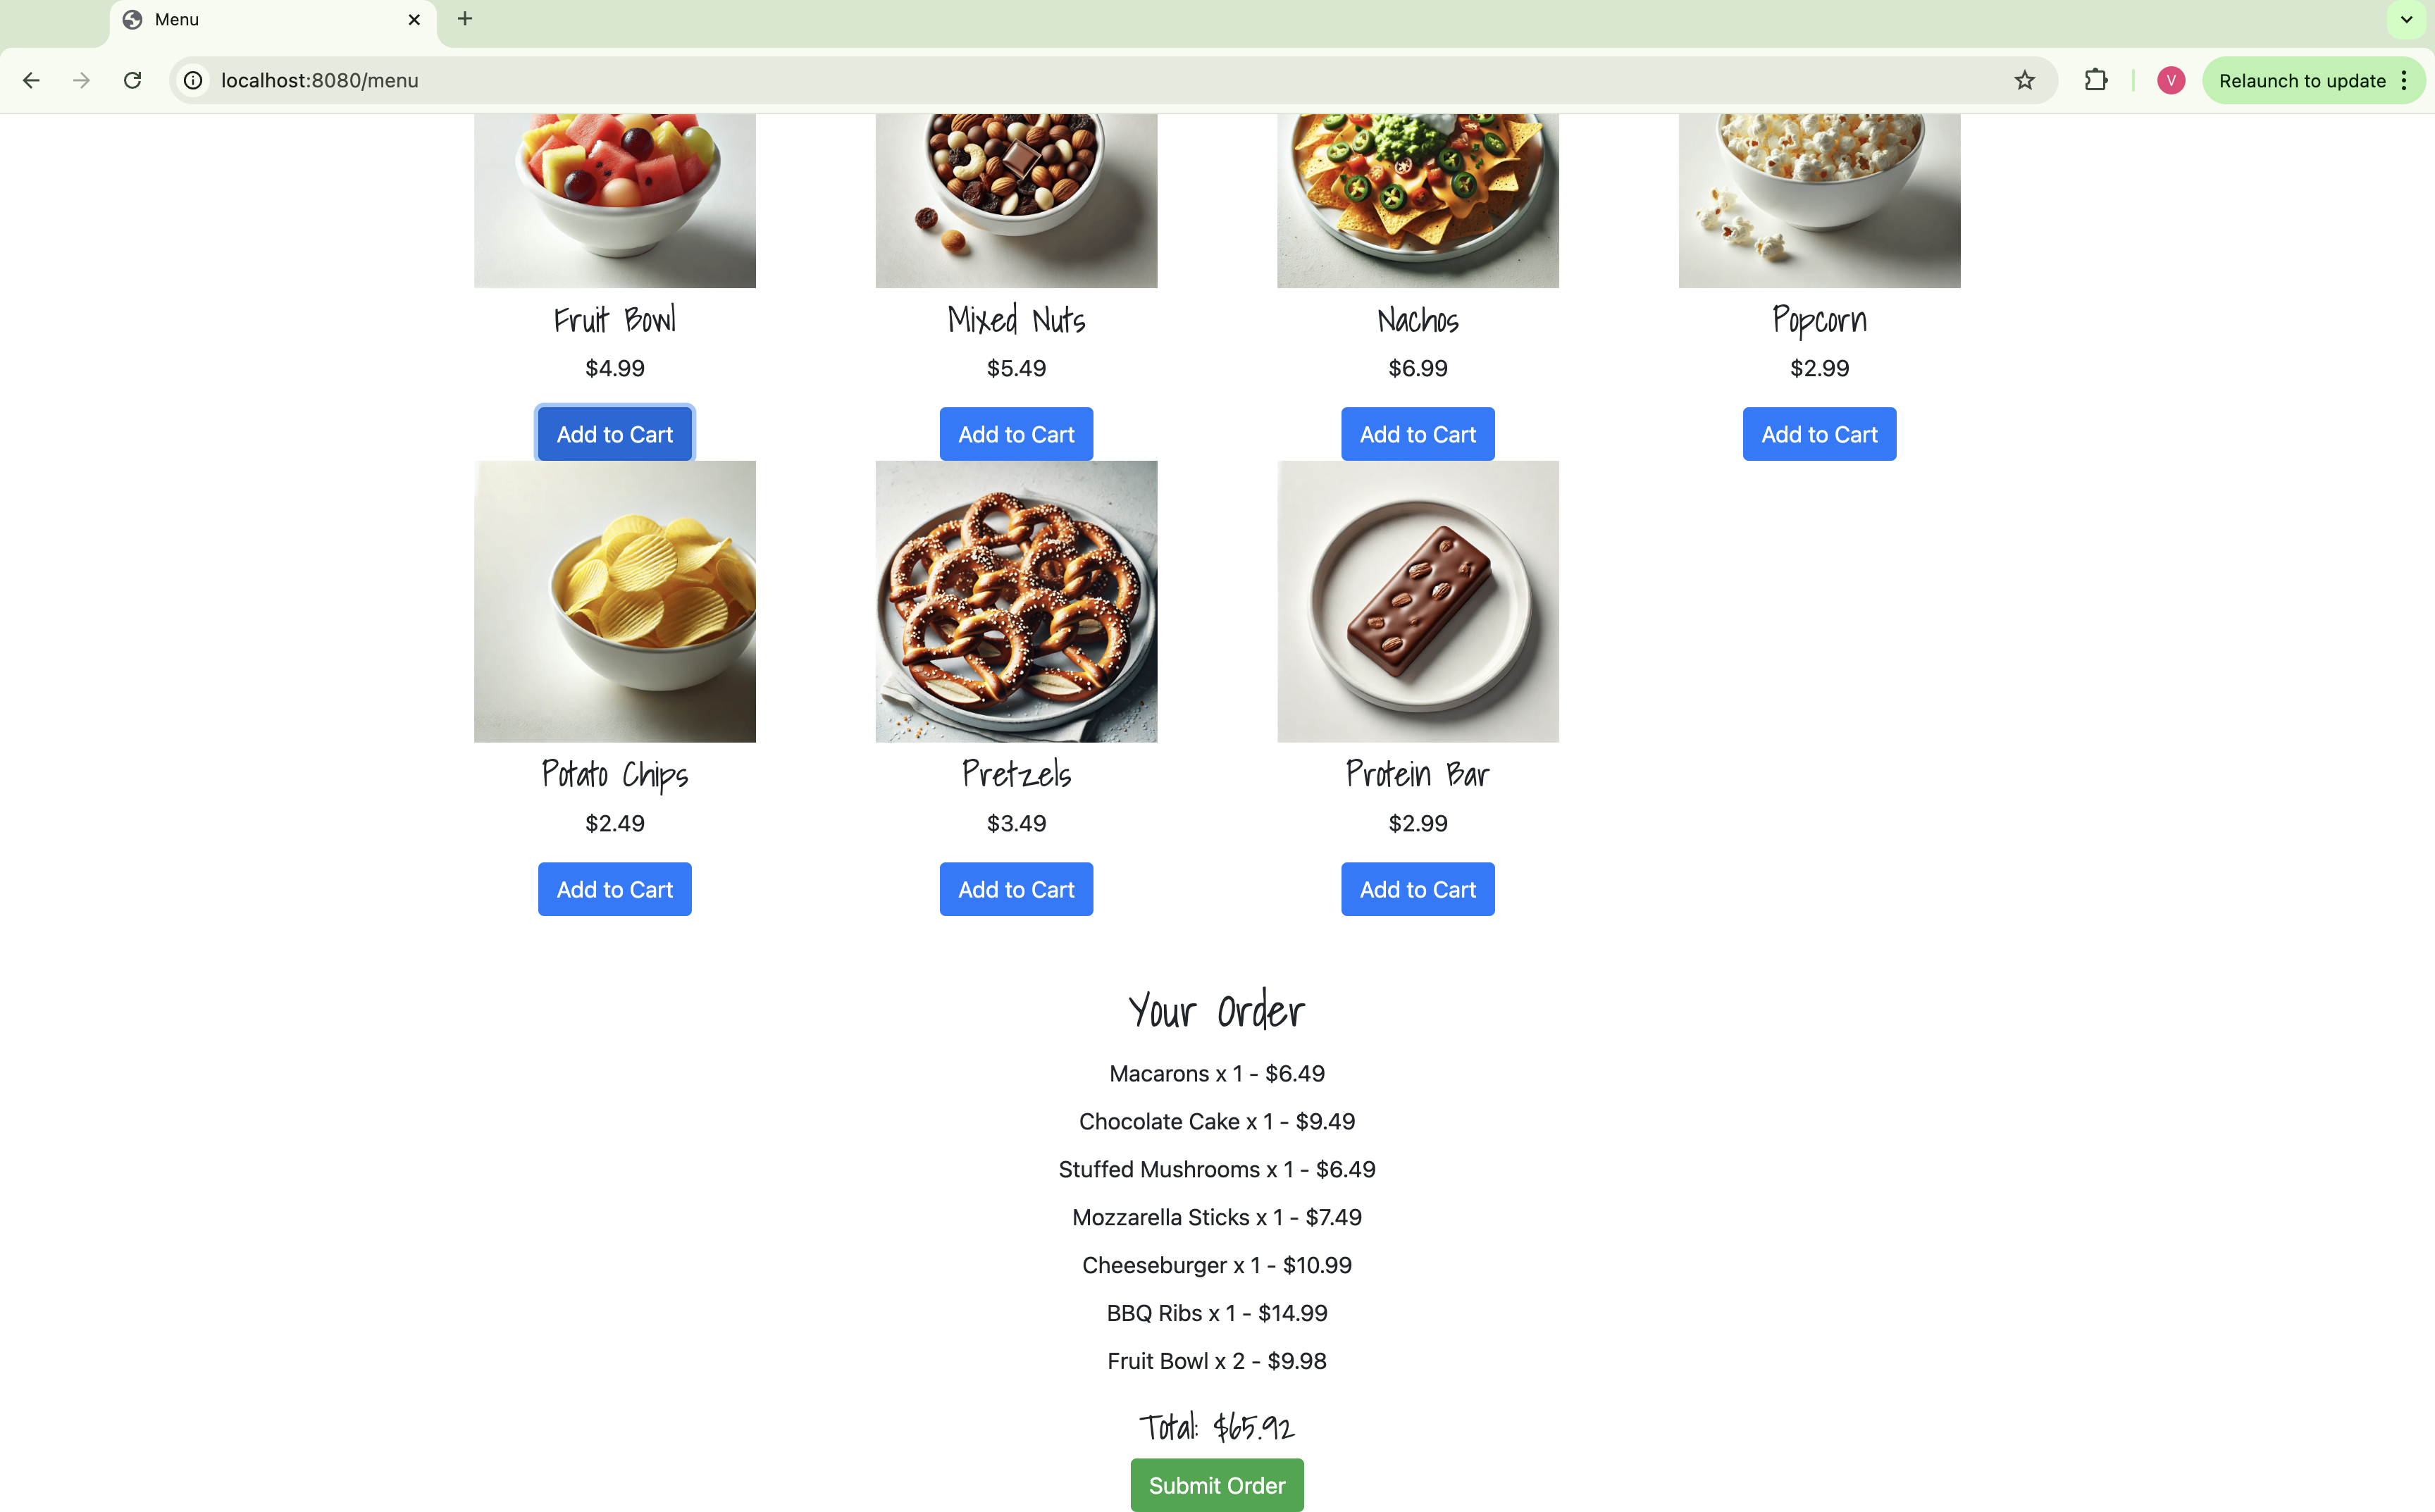 Menu
localhost:8080/menu
V
Relaunch to update
Fruit Bowl
Mixed Nuts
Nachos
Popcorn
$4.99
$5.49
$6.99
$2.99
Add to Cart
Add to Cart
Add to Cart
Add to Cart
Potato Chips
Pretzels
Protein Bar
$2.49
$3.49
$2.99
Add to Cart
Add to Cart
Add to Cart
Your Order
Macarons x 1 - $6.49
Chocolate Cake x 1 - $9.49
Stuffed Mushrooms x 1 - $6.49
Mozzarella Sticks x 1 - $7.49
Cheeseburger x 1 - $10.99
BBQ Ribs x 1 - $14.99
Fruit Bowl x 2 - $9.98
Total: $65.92
Submit Order